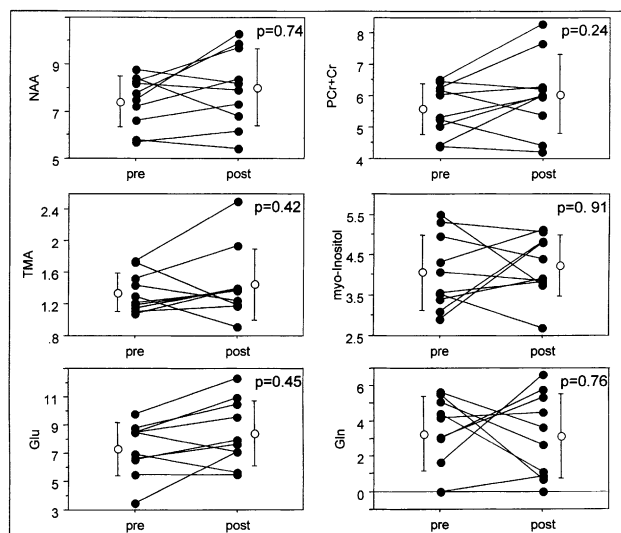 p=0.74
NAA
9
7
5
pre
post
p=0.24
PCr+Cr
8
7
6
5
4
pre
post
p=0.42
TMA
2.4
2
1.6
1.2
.8
pre
post
p=0. 91
myo-Inositol
5.5
4.5
3.5
2.5
pre
post
p=0.45
Glu
11
9
7
5
3
pre
post
p=0.76
Gln
6
5
4
3
2
1
0
pre
post